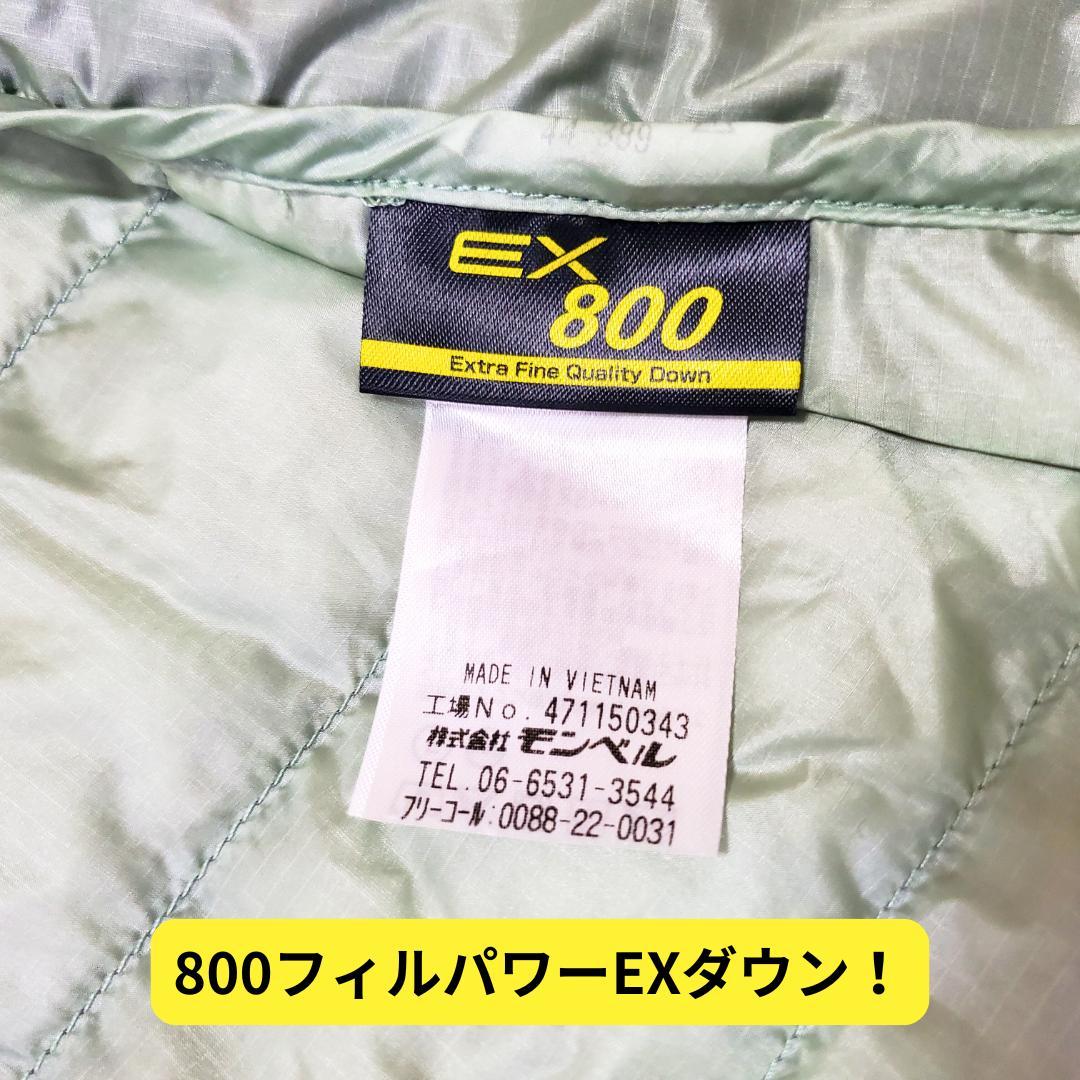 EX
800
Extra Fine Quality Down
MADE IN VIETNAM
工場No. 471150343
株式会社 モンベル
TEL.06-6531-3544
フリーコール:0088-22-0031
800フィルパワーEXダウン！